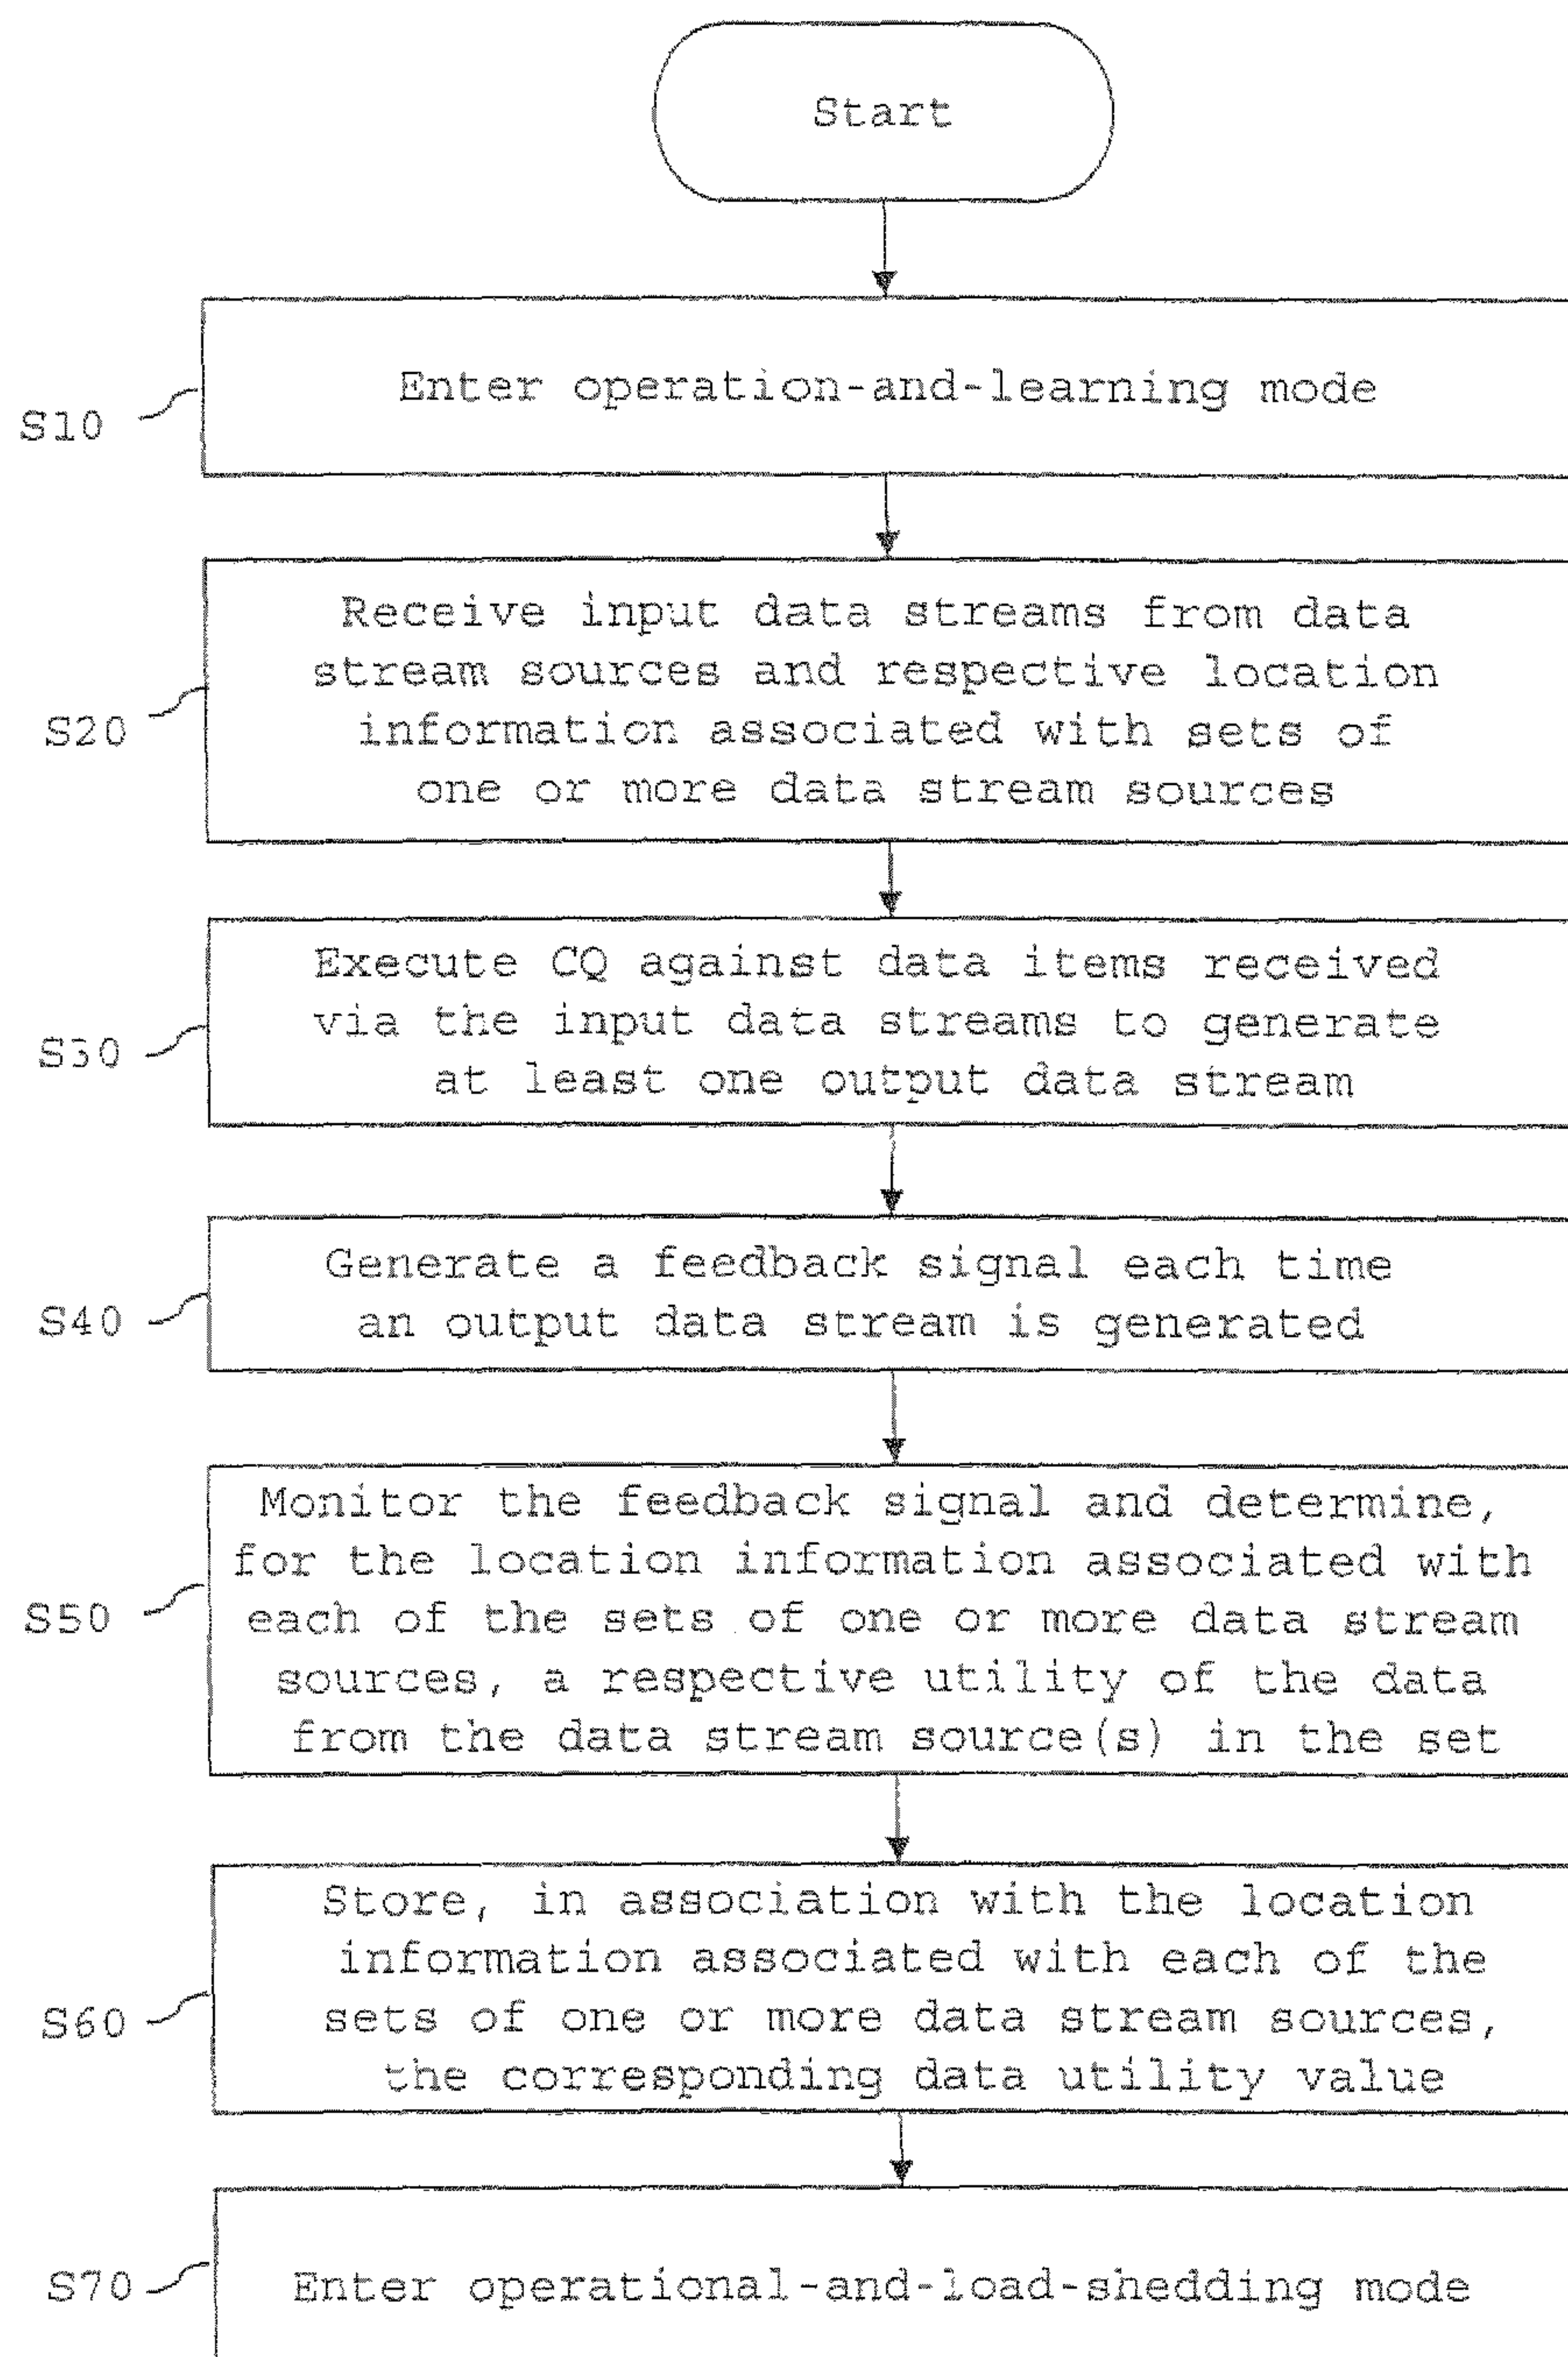 Start
S10
Enter operation-and-learning mode
S20
Receive input data streams from data
stream sources and respective location
information associated with sets of
one or more data stream sources
S30
Execute CQ against data items received
via the input data streams to generate
at least one output data stream
S40
Generate a feedback signal each time
an output data stream is generated
S50
Monitor the feedback signal and determine,
for the location information associated with
each of the sets of one or more data stream
sources, a respective utility of the data
from the data stream source(s) in the set
S60
Store, in association with the location
information associated with each of the
sets of one or more data stream sources,
the corresponding data utility value
S70
Enter operational-and-load-shedding mode